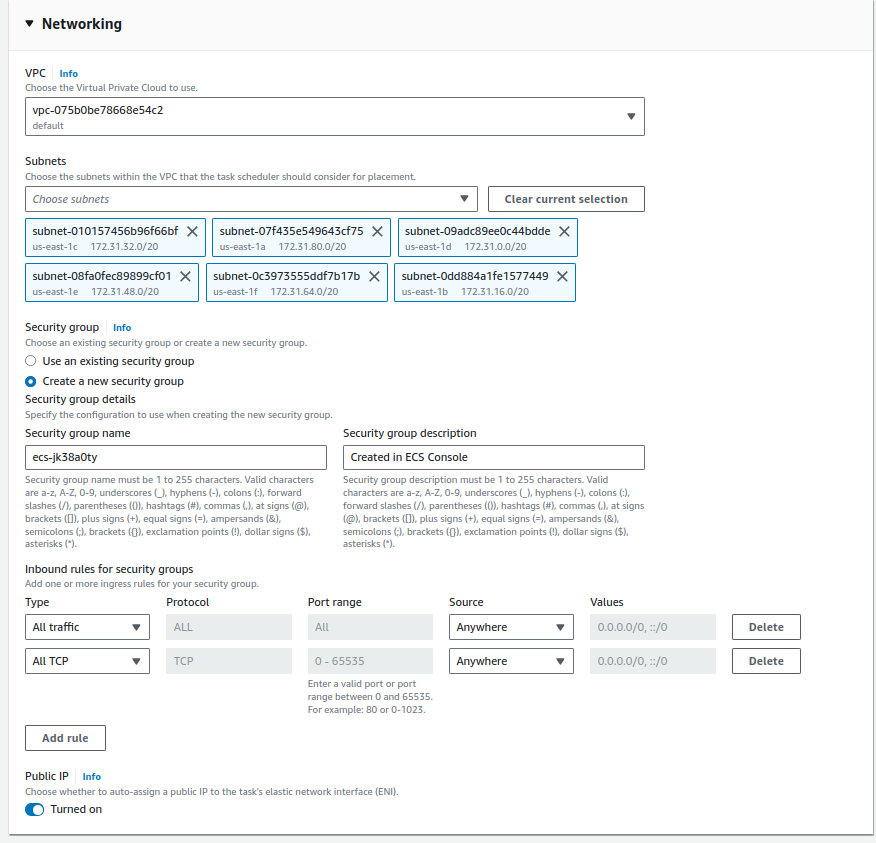 Networking
VPC Info
Choose the Virtual Private Cloud to use.
vpc-075b0be78668e54c2
default
Subnets
Choose the subnets within the VPC that the task scheduler should consider for placement.
Choose subnets Clear current selection
subnet-010157456b96f66bf subnet-07f435e549643cf75 subnet-09adc89ee0c44bdde
us-east-1c 172.31.32.0/20 us-east-1a 172.31.80.0/20 us-east-1d 172.31.0.0/20
subnet-08fa0fec89899cf01 subnet-0c3973555ddf7b17b subnet-0dd884a1fe1577449
us-east-1e 172.31.48.0/20 us-east-1f 172.31.64.0/20 us-east-1b 172.31.16.0/20
Security group Info
Choose an existing security group or create a new security group.
Use an existing security group
Create a new security group
Security group details
Specify the configuration to use when creating the new security group.
Security group name
ecs-jk38a0ty
Security group name must be 1 to 255 characters. Valid characters
are a-z, A-Z, 0-9, underscores (_), hyphens (-), colons (:), forward
slashes (/), parentheses (()), hashtags (#), commas (,), at signs (@),
brackets ([]), plus signs (+), equal signs (=), ampersands (&),
semicolons (;), brackets ({}), exclamation points (!), dollar signs ($),
asterisks (*).
Security group description
Created in ECS Console
Security group description must be 1 to 255 characters. Valid
characters are a-z, A-Z, 0-9, underscores (_), hyphens (-), colons (:),
forward slashes (/), parentheses (()), hashtags (#), commas (,), at signs
(@), brackets ([]), plus signs (+), equal signs (=), ampersands (&),
semicolons (;), brackets ({}), exclamation points (!), dollar signs ($),
asterisks (*).
Inbound rules for security groups
Add one or more ingress rules for your security group.
Type Protocol Port range Source Values
All traffic ALL All Anywhere 0.0.0.0/0, ::/0 Delete
All TCP TCP 0 - 65535 Anywhere 0.0.0.0/0, ::/0 Delete
Enter a valid port or port
range between 0 and 65535.
For example: 80 or 0-1023.
Add rule
Public IP Info
Choose whether to auto-assign a public IP to the task's elastic network interface (ENI).
Turned on